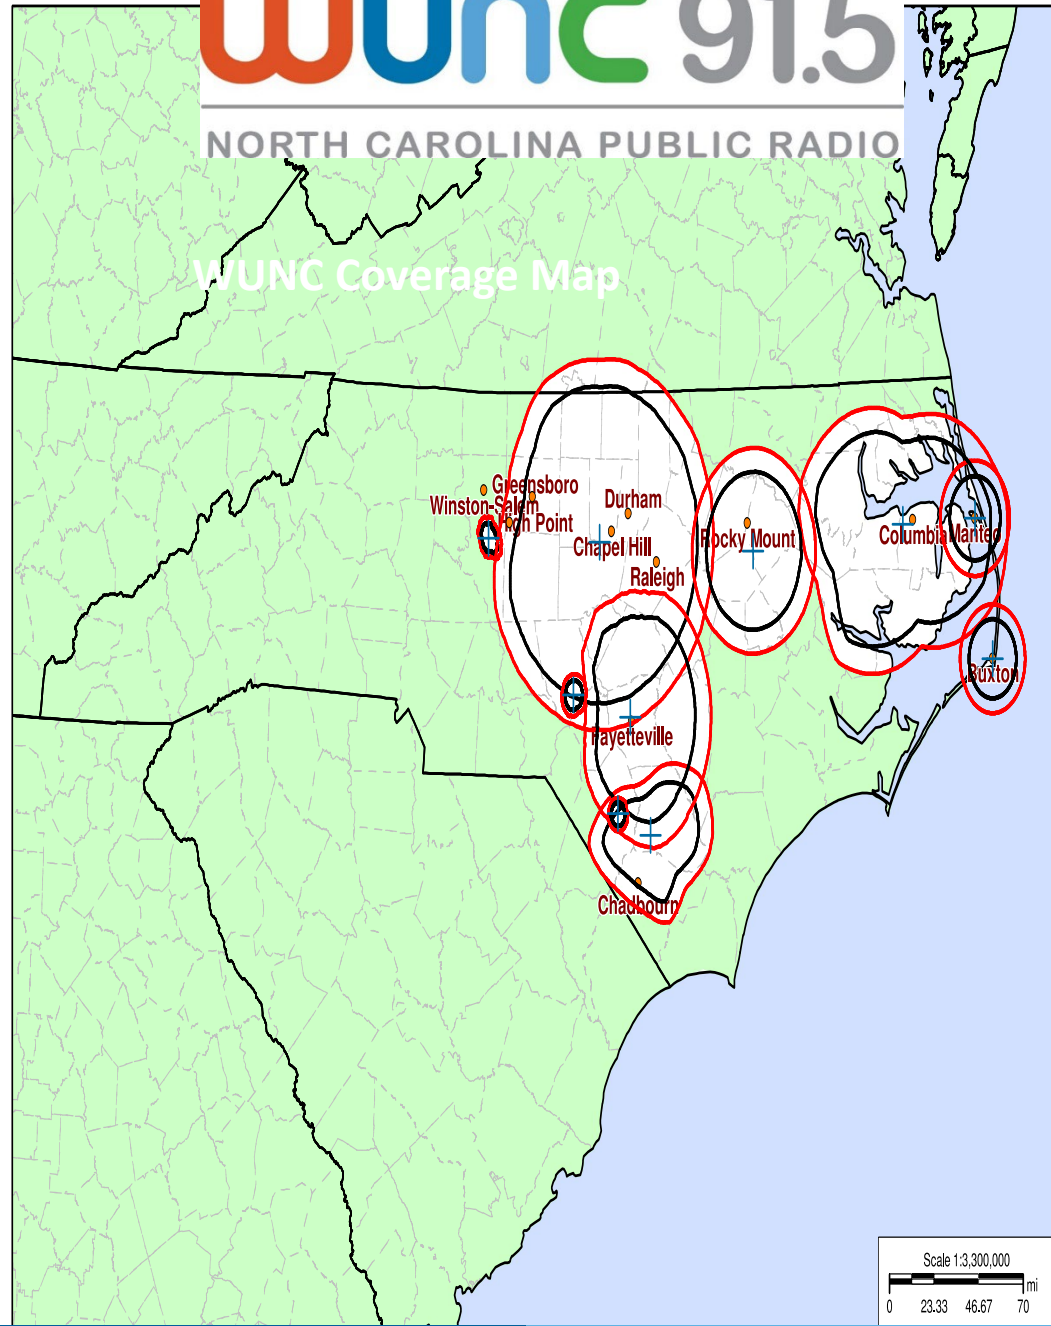 WUNC 91.5
NORTH CAROLINA PUBLIC RADIO
WUNC Coverage Map
Greensboro
Winston-Salem
High Point
Durham
Chapel Hill
Raleigh
Rocky Mount
Columbia
Manteo
Buxton
Fayetteville
Chadbourn
Scale 1:3,300,000
mi
0 23.33 46.67 70